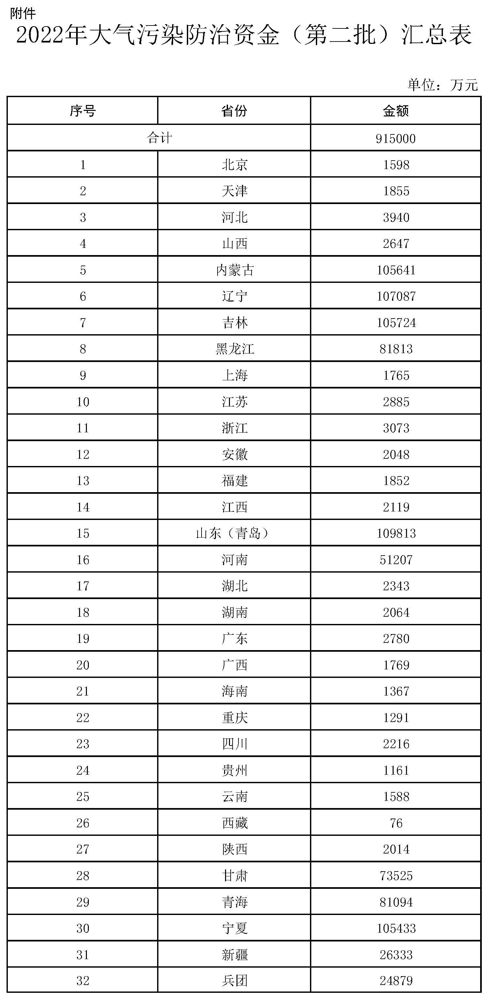 附件
2022年大气污染防治资金（第二批）汇总表
单位：万元
序号 省份 金额
合计 915000
1 北京 1598
2 天津 1855
3 河北 3940
4 山西 2647
5 内蒙古 105641
6 辽宁 107087
7 吉林 105724
8 黑龙江 81813
9 上海 1765
10 江苏 2885
11 浙江 3073
12 安徽 2048
13 福建 1852
14 江西 2119
15 山东（青岛） 109813
16 河南 51207
17 湖北 2343
18 湖南 2064
19 广东 2780
20 广西 1769
21 海南 1367
22 重庆 1291
23 四川 2216
24 贵州 1161
25 云南 1588
26 西藏 76
27 陕西 2014
28 甘肃 73525
29 青海 81094
30 宁夏 105433
31 新疆 26333
32 兵团 24879